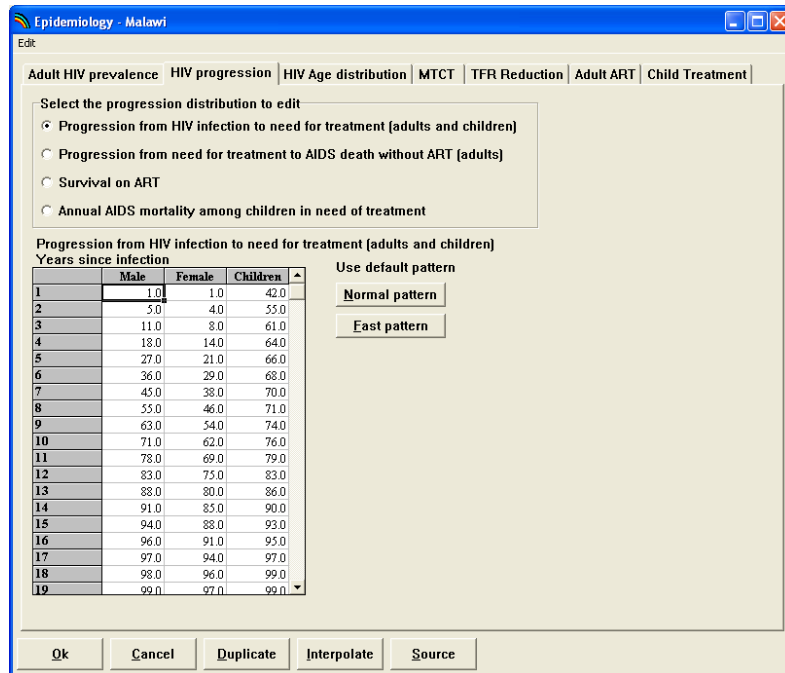 Epidemiology - Malawi
Edit
Adult HIV prevalence HIV progression HIV Age distribution MTCT TFR Reduction Adult ART Child Treatment
Select the progression distribution to edit
Progression from HIV infection to need for treatment (adults and children)
Progression from need for treatment to AIDS death without ART (adults)
Survival on ART
Annual AIDS mortality among children in need of treatment
Progression from HIV infection to need for treatment (adults and children)
Years since infection
Use default pattern
Male Female Children
1 1.0 1.0 42.0
Normal pattern
2 5.0 4.0 55.0
3 11.0 8.0 61.0
Fast pattern
4 18.0 14.0 64.0
5 27.0 21.0 66.0
6 36.0 29.0 68.0
7 45.0 38.0 70.0
8 55.0 46.0 71.0
9 63.0 54.0 74.0
10 71.0 62.0 76.0
11 78.0 69.0 79.0
12 83.0 75.0 83.0
13 88.0 80.0 86.0
14 91.0 85.0 90.0
15 94.0 88.0 93.0
16 96.0 91.0 95.0
17 97.0 94.0 97.0
18 98.0 96.0 99.0
19 99.0 97.0 99.0
Ok Cancel Duplicate Interpolate Source